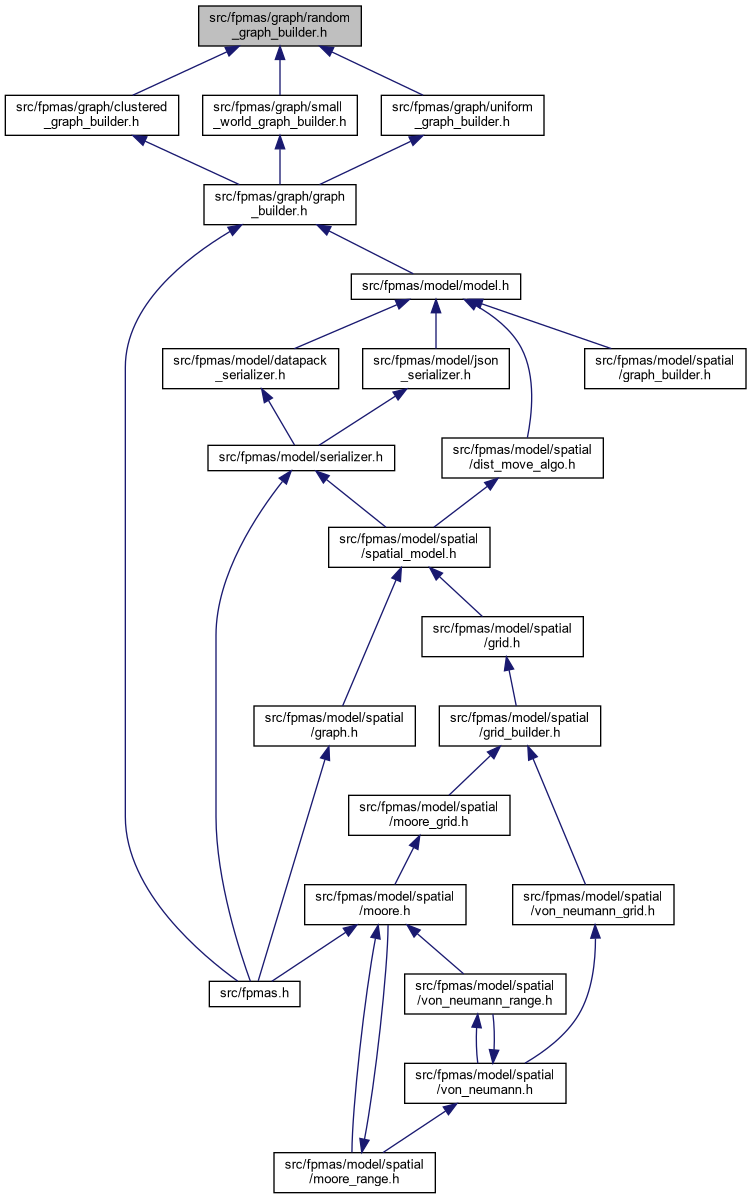 src/fpmas/graph/random
_graph_builder.h
src/fpmas/graph/clustered
_graph_builder.h
src/fpmas/graph/small
_world_graph_builder.h
src/fpmas/graph/uniform
_graph_builder.h
src/fpmas/graph/graph
_builder.h
src/fpmas/model/model.h
src/fpmas/model/datapack
_serializer.h
src/fpmas/model/json
_serializer.h
src/fpmas/model/spatial
/graph_builder.h
src/fpmas/model/serializer.h
src/fpmas/model/spatial
/dist_move_algo.h
src/fpmas/model/spatial
/spatial_model.h
src/fpmas/model/spatial
/grid.h
src/fpmas/model/spatial
/graph.h
src/fpmas/model/spatial
/grid_builder.h
src/fpmas/model/spatial
/moore_grid.h
src/fpmas/model/spatial
/moore.h
src/fpmas/model/spatial
/von_neumann_grid.h
src/fpmas.h
src/fpmas/model/spatial
/von_neumann_range.h
src/fpmas/model/spatial
/von_neumann.h
src/fpmas/model/spatial
/moore_range.h